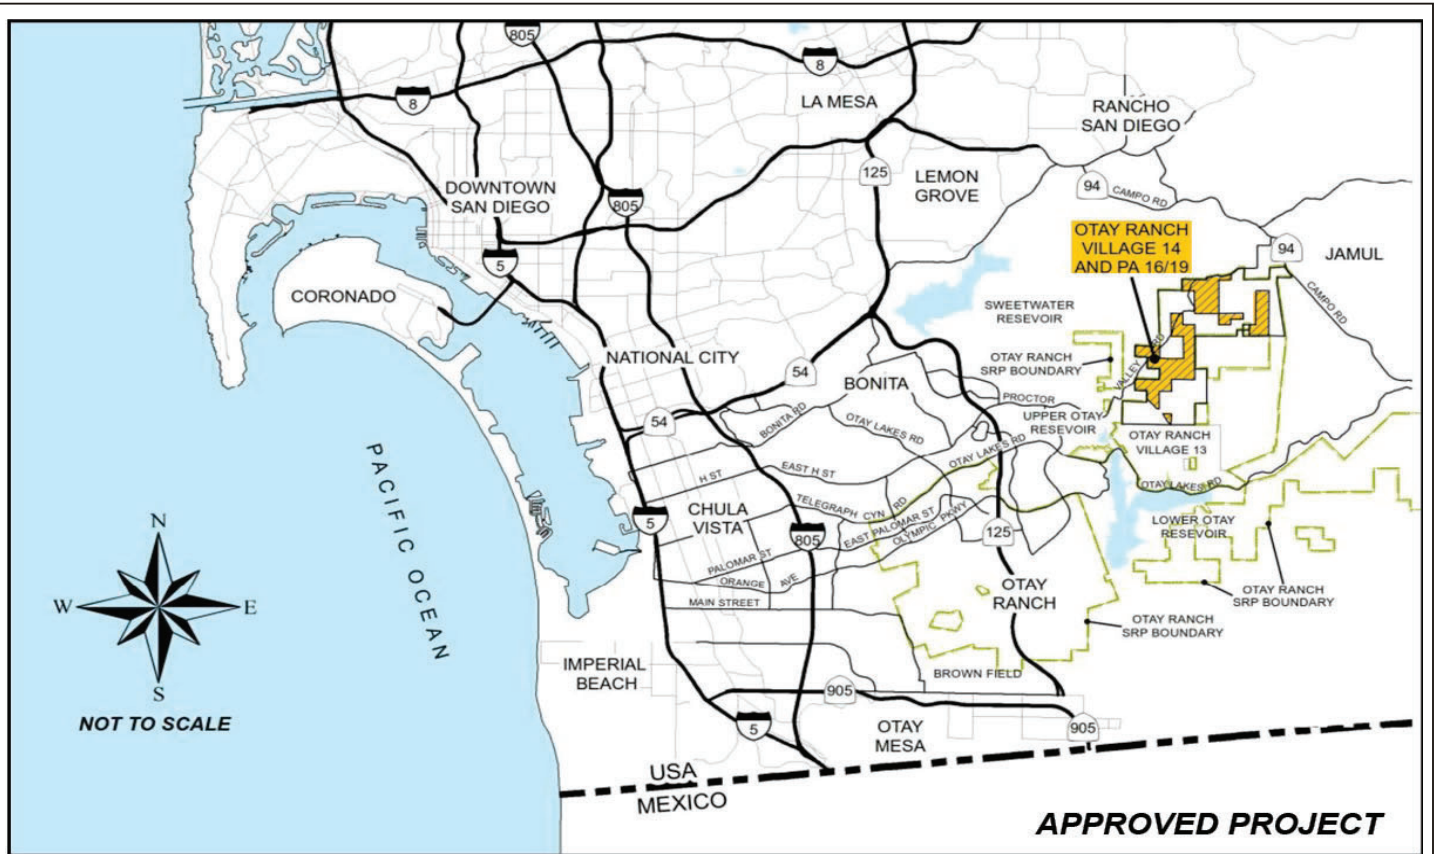 805
8
8
LA MESA
RANCHO
SAN DIEGO
125
LEMON
GROVE
94
CAMPO RD
DOWNTOWN
SAN DIEGO
805
OTAY RANCH
VILLAGE 14
AND PA 16/19
94
JAMUL
5
CORONADO
CAMPO RD
SWEETWATER
RESEVOIR
NATIONAL CITY
OTAY RANCH
SRP BOUNDARY
VALLEY RD
54
BONITA
PROCTOR
54
BONITA RD
OTAY LAKES RD
UPPER OTAY
RESEVOIR
OTAY RANCH
VILLAGE 13
OTAY LAKES RD
PACIFIC OCEAN
H ST
EAST H ST
OTAY LAKES RD
CHULA
VISTA
TELEGRAPH CYN RD
5
805
EAST PALOMAR ST
OLYMPIC PKWY
125
LOWER OTAY
RESEVOIR
N
W
E
S
PALOMAR ST
ORANGE AVE
MAIN STREET
OTAY
RANCH
OTAY RANCH
SRP BOUNDARY
OTAY RANCH
SRP BOUNDARY
IMPERIAL
BEACH
BROWN FIELD
905
NOT TO SCALE
5
OTAY
MESA
905
USA
MEXICO
APPROVED PROJECT